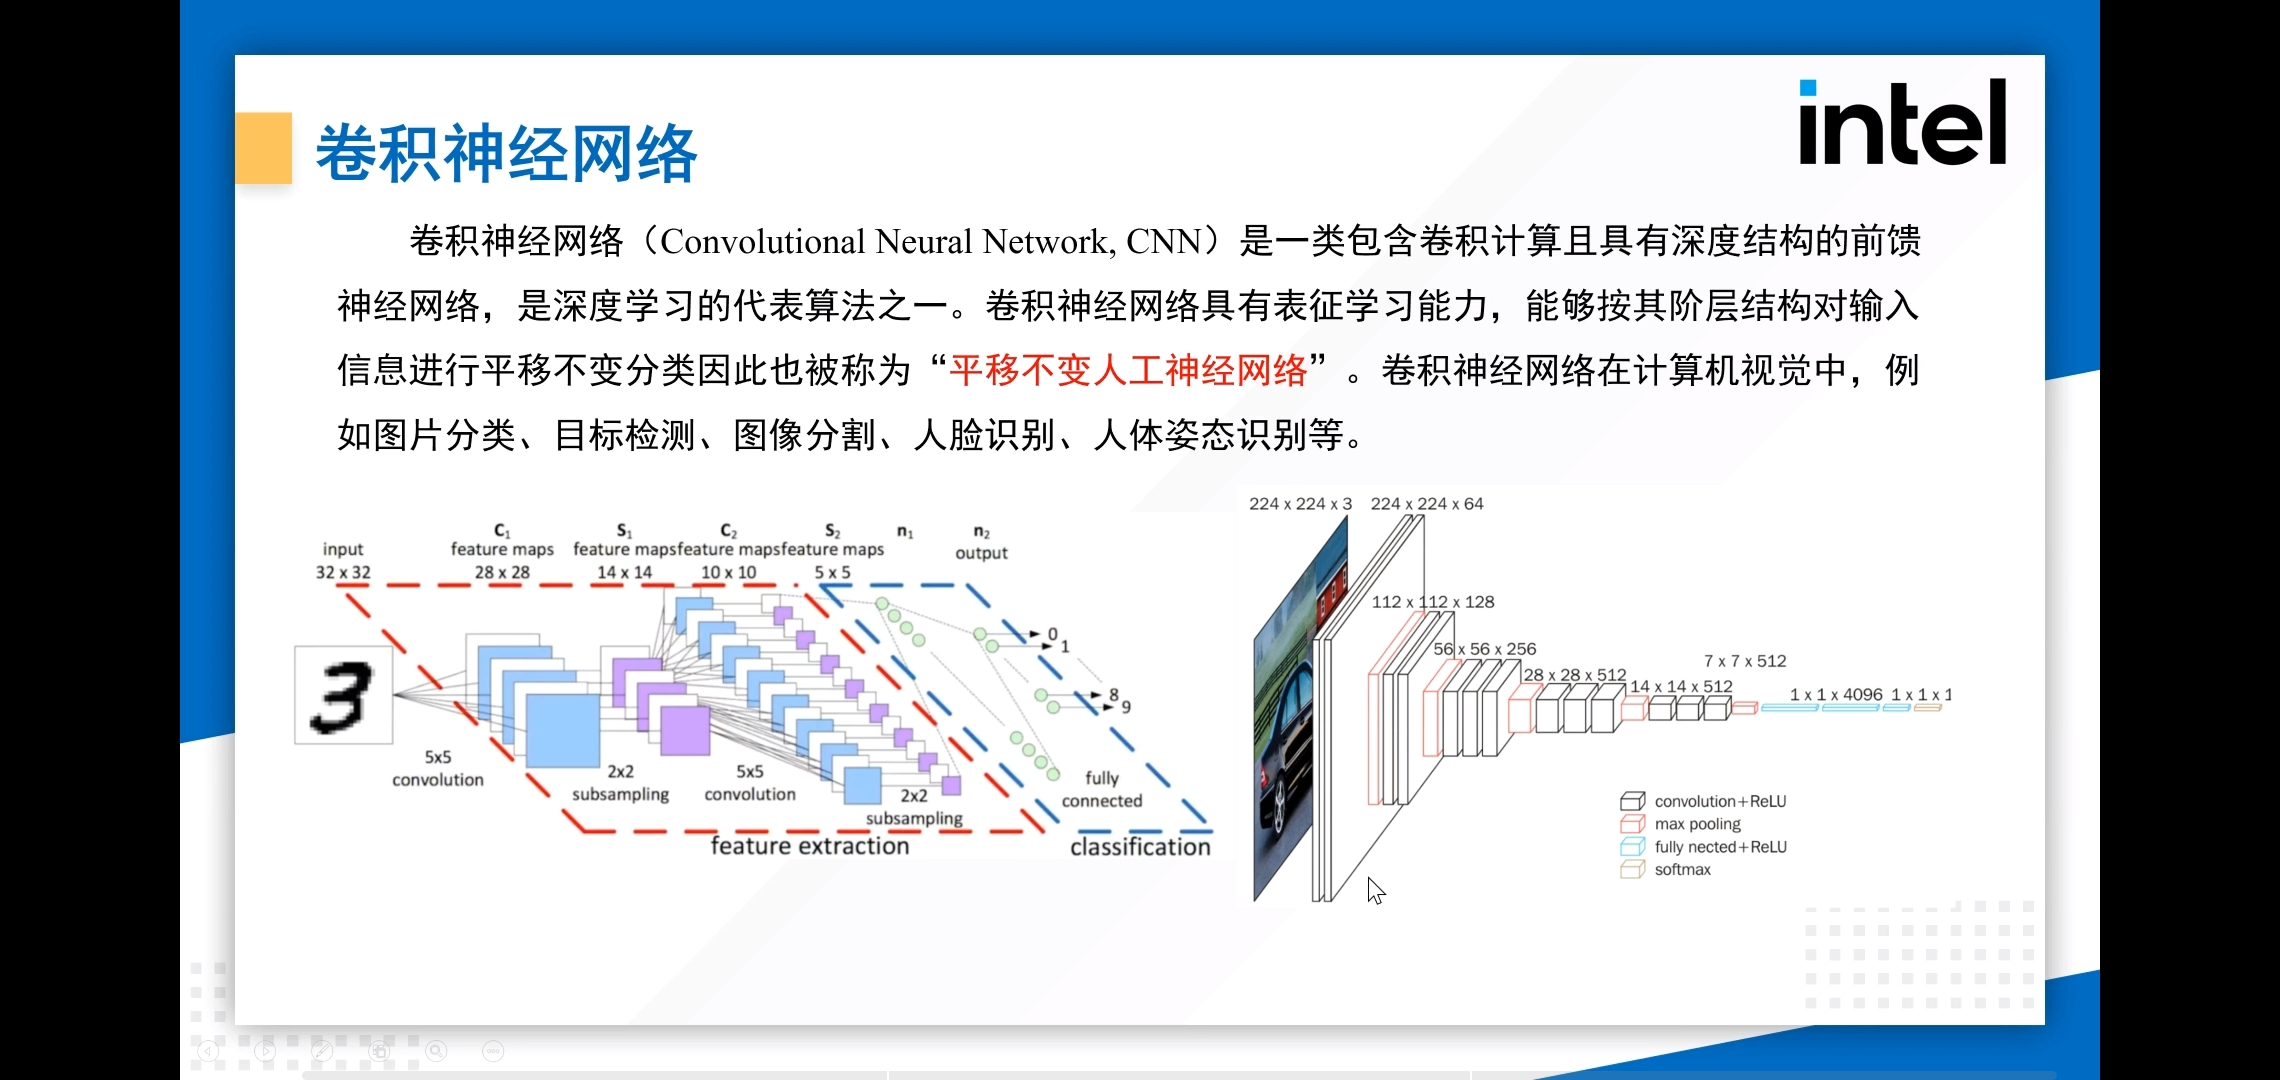 intel
卷积神经网络
卷积神经网络（Convolutional Neural Network, CNN）是一类包含卷积计算且具有深度结构的前馈
神经网络，是深度学习的代表算法之一。卷积神经网络具有表征学习能力，能够按其阶层结构对输入
信息进行平移不变分类因此也被称为“平移不变人工神经网络”。卷积神经网络在计算机视觉中，例
如图片分类、目标检测、图像分割、人脸识别、人体姿态识别等。
input
32 x 32
C1
feature maps
28 x 28
S1
feature maps
14 x 14
C2
feature maps
10 x 10
S2
feature maps
5 x 5
n1
n2
output
0
1
8
9
3
5x5
convolution
2x2
subsampling
5x5
convolution
2x2
subsampling
fully
connected
feature extraction
classification
224 x 224 x 3
224 x 224 x 64
112 x 112 x 128
56 x 56 x 256
28 x 28 x 512
14 x 14 x 512
7 x 7 x 512
1 x 1 x 4096
1 x 1 x 1
convolution+ReLU
max pooling
fully nected+ReLU
softmax